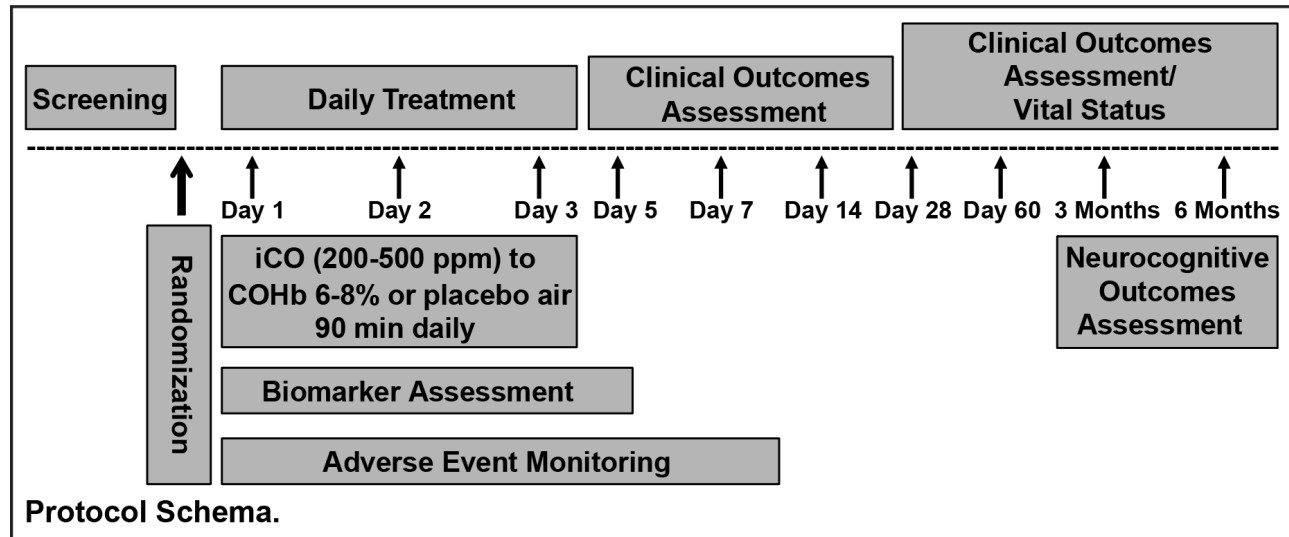 Screening
Daily Treatment
Clinical Outcomes
Assessment
Clinical Outcomes
Assessment/
Vital Status
Day 1
Day 2
Day 3
Day 5
Day 7
Day 14
Day 28
Day 60
3 Months
6 Months
Randomization
iCO (200-500 ppm) to
COHb 6-8% or placebo air
90 min daily
Neurocognitive
Outcomes
Assessment
Biomarker Assessment
Adverse Event Monitoring
Protocol Schema.